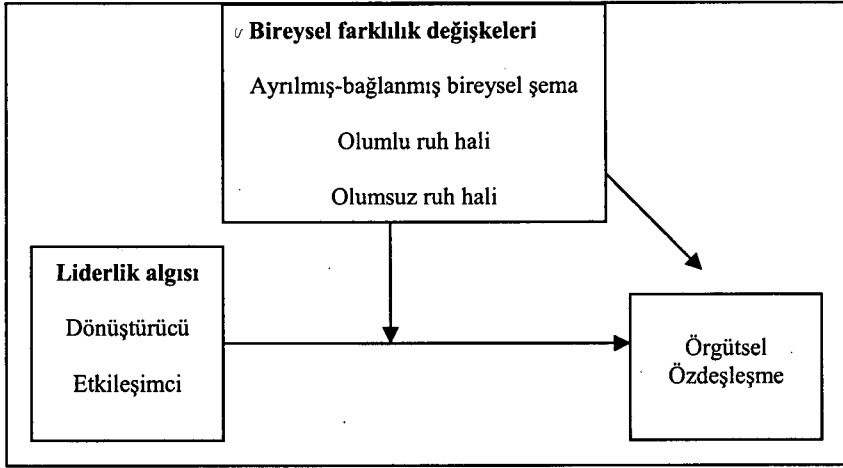 Bireysel farklılık değişkeleri
Ayrılmış-bağlanmış bireysel şema
Olumlu ruh hali
Olumsuz ruh hali
Liderlik algısı
Dönüştürücü
Etkileşimci
Örgütsel
Özdeşleşme